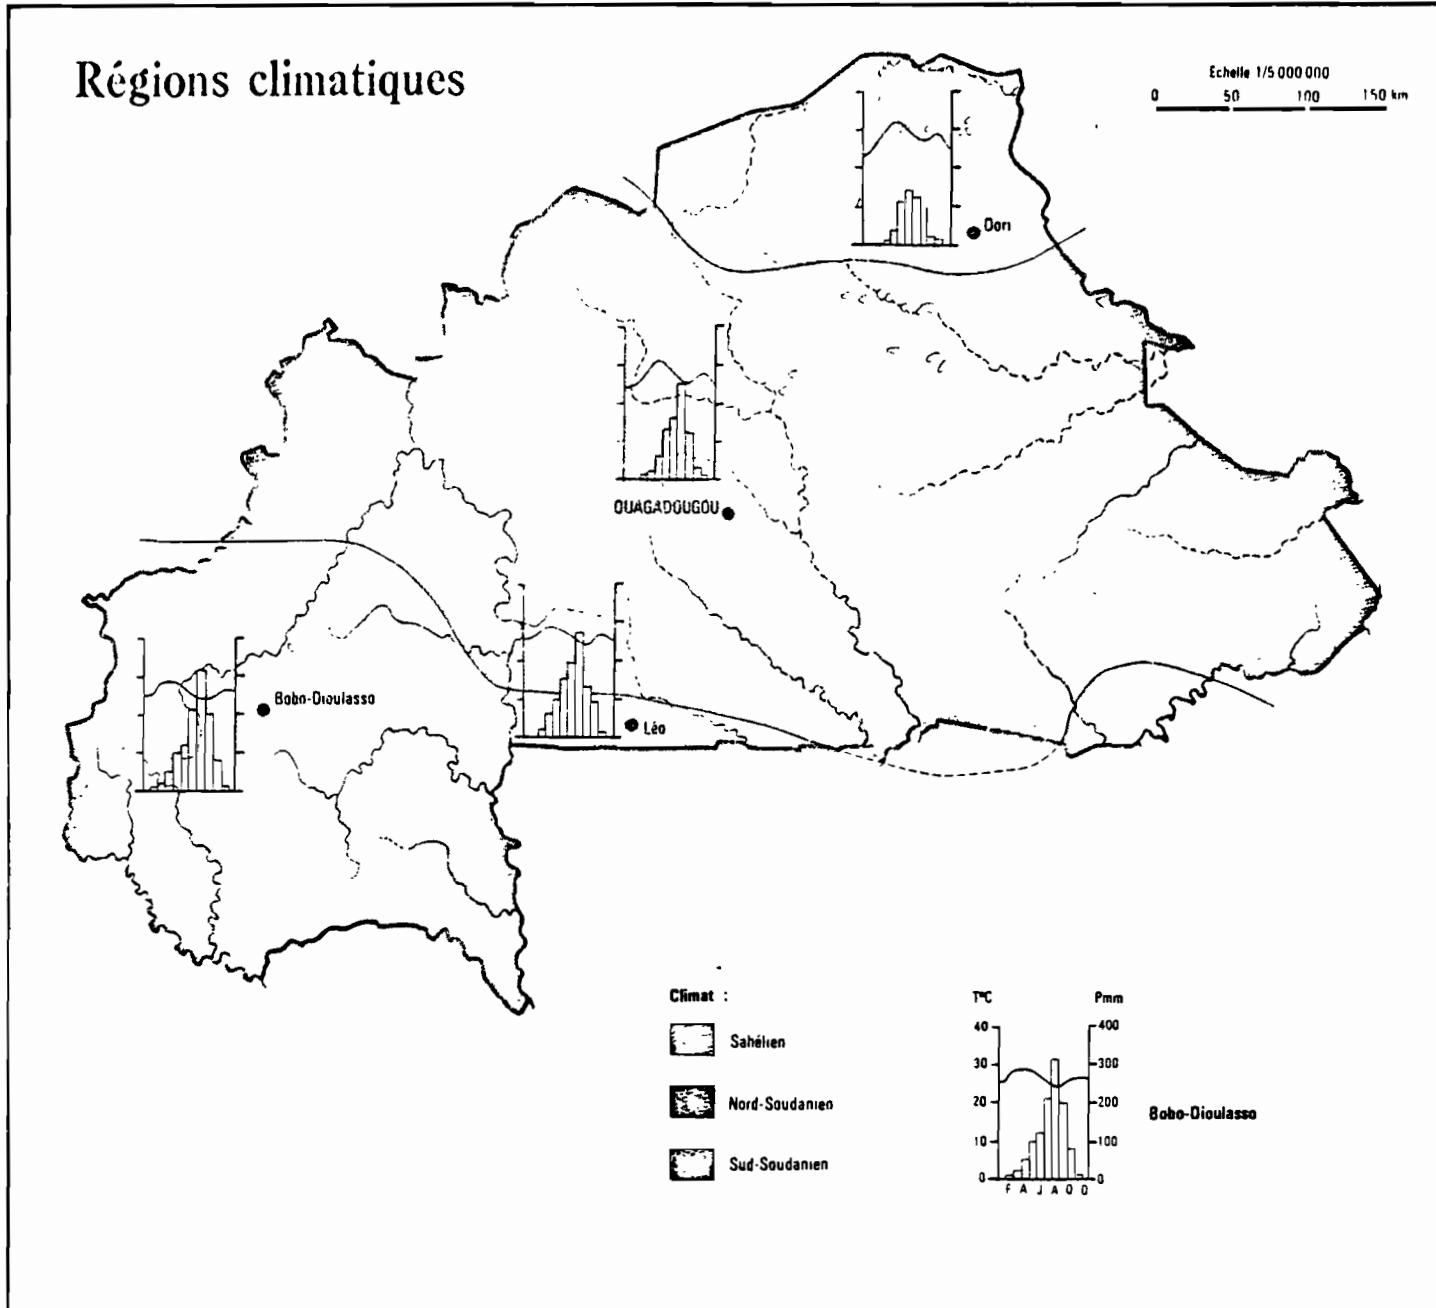 Régions climatiques
Echelle 1/5 000 000
0 50 100 150 km
Dori
OUAGADOUGOU
Bobo-Dioulasso
Léo
Climat :
Sahélien
Nord-Soudanien
Sud-Soudanien
T°C Pmm
40 400
30 300
20 200
10 100
0 0
F A J A O D
Bobo-Dioulasso